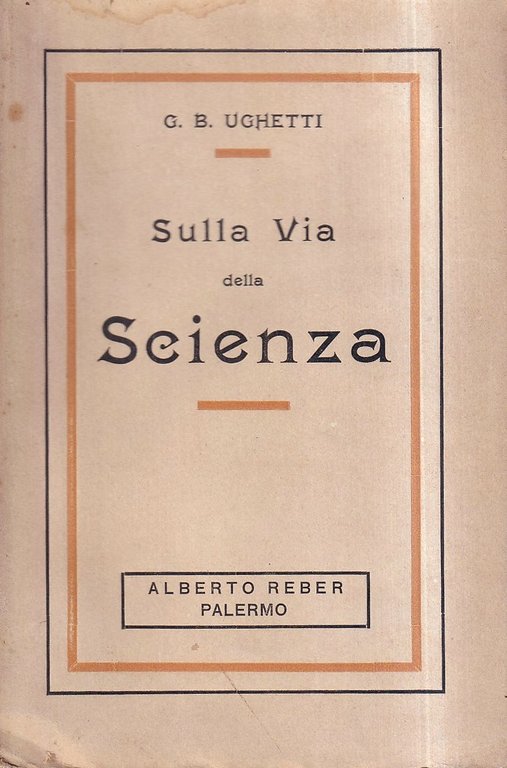 G. B. UGHETTI
Sulla Via
della
Scienza
ALBERTO REBER
PALERMO